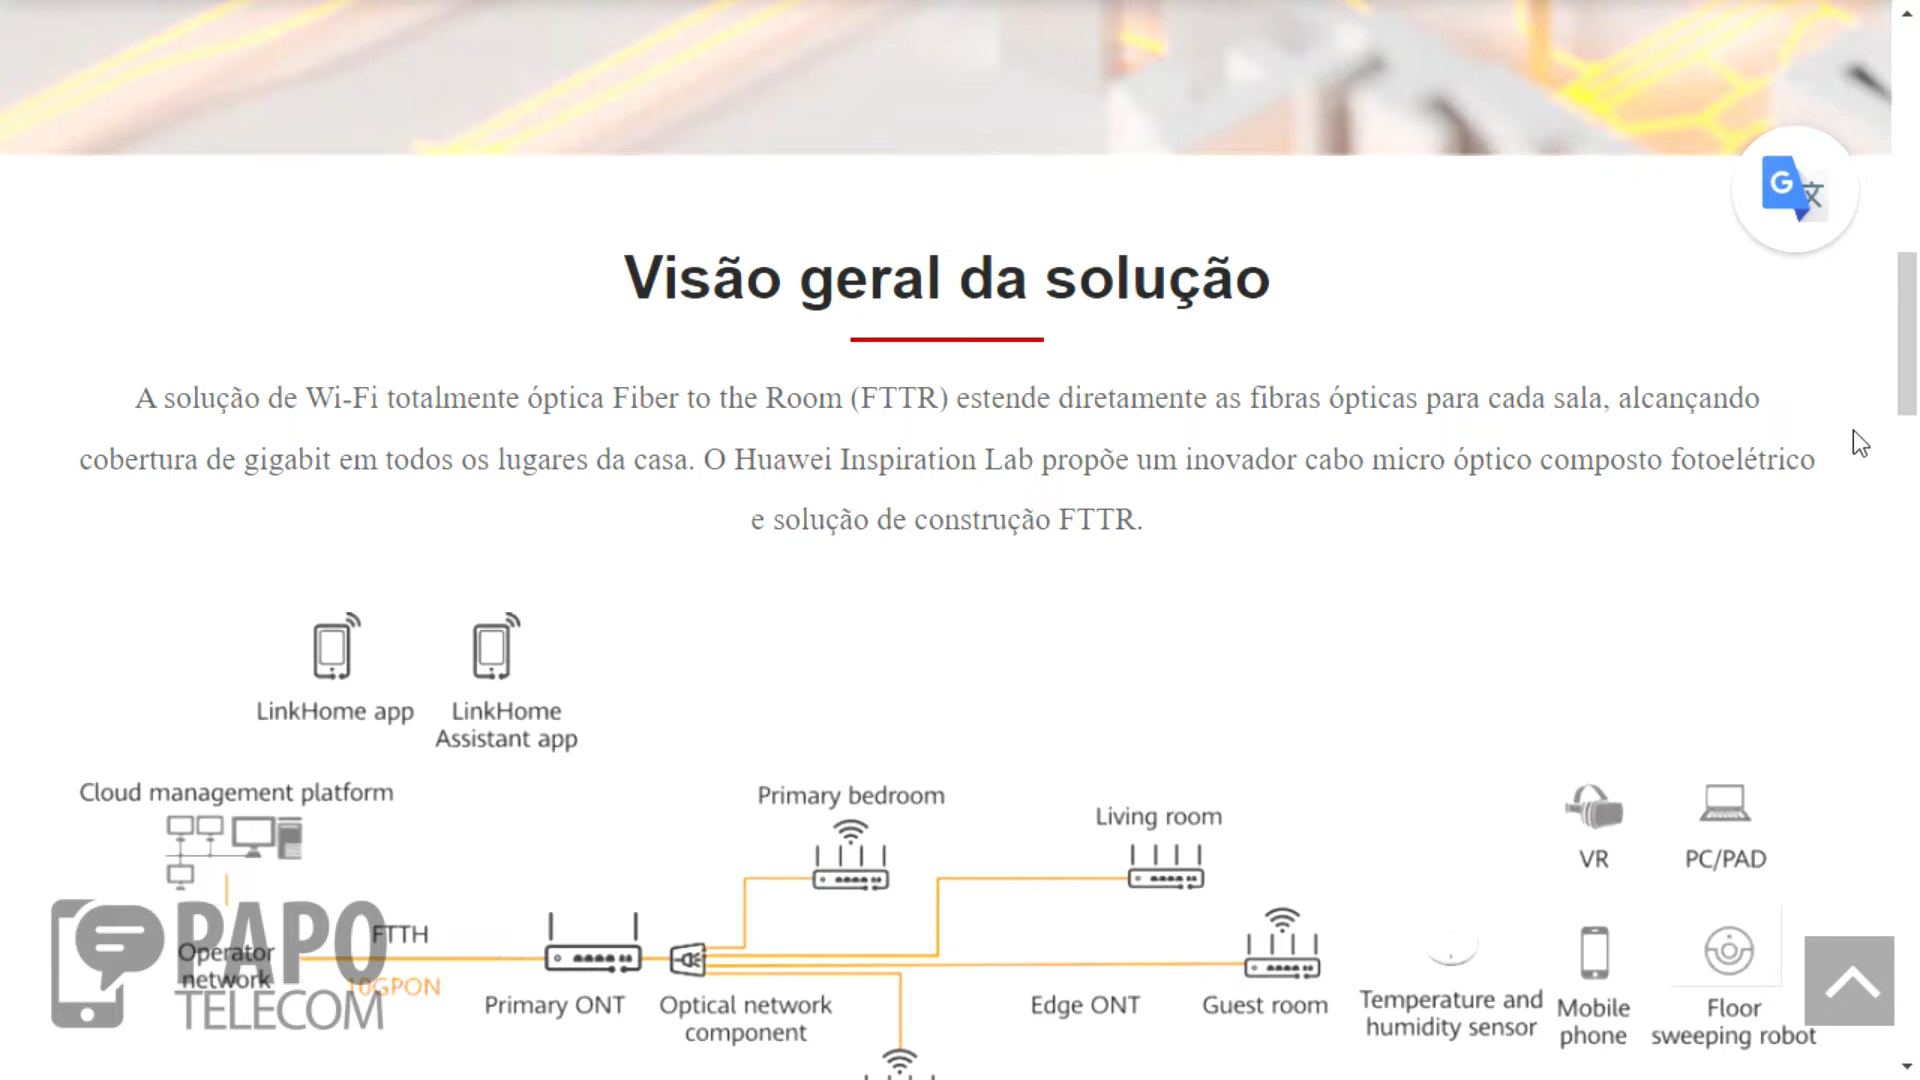 G 文
Visão geral da solução
A solução de Wi-Fi totalmente óptica Fiber to the Room (FTTR) estende diretamente as fibras ópticas para cada sala, alcançando
cobertura de gigabit em todos os lugares da casa. O Huawei Inspiration Lab propõe um inovador cabo micro óptico composto fotoelétrico
e solução de construção FTTR.
LinkHome app
LinkHome
Assistant app
Cloud management platform
Primary bedroom
Living room
VR
PC/PAD
Operator
network
FTTH
10GPON
Primary ONT
Optical network
component
Edge ONT
Guest room
Temperature and
humidity sensor
Mobile
phone
Floor
sweeping robot
PAPO
TELECOM